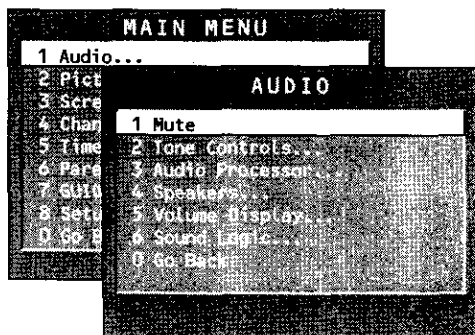 MAIN MENU
1 Audio...
2 Pict
3 Scre
4 Chan
5 Time
6 Pare
7 GUID
8 Setu
0 Go B
AUDIO
1 Mute
2 Tone Controls...
3 Audio Processor...
4 Speakers...
5 Volume Display...
6 Sound Logic...
0 Go Back